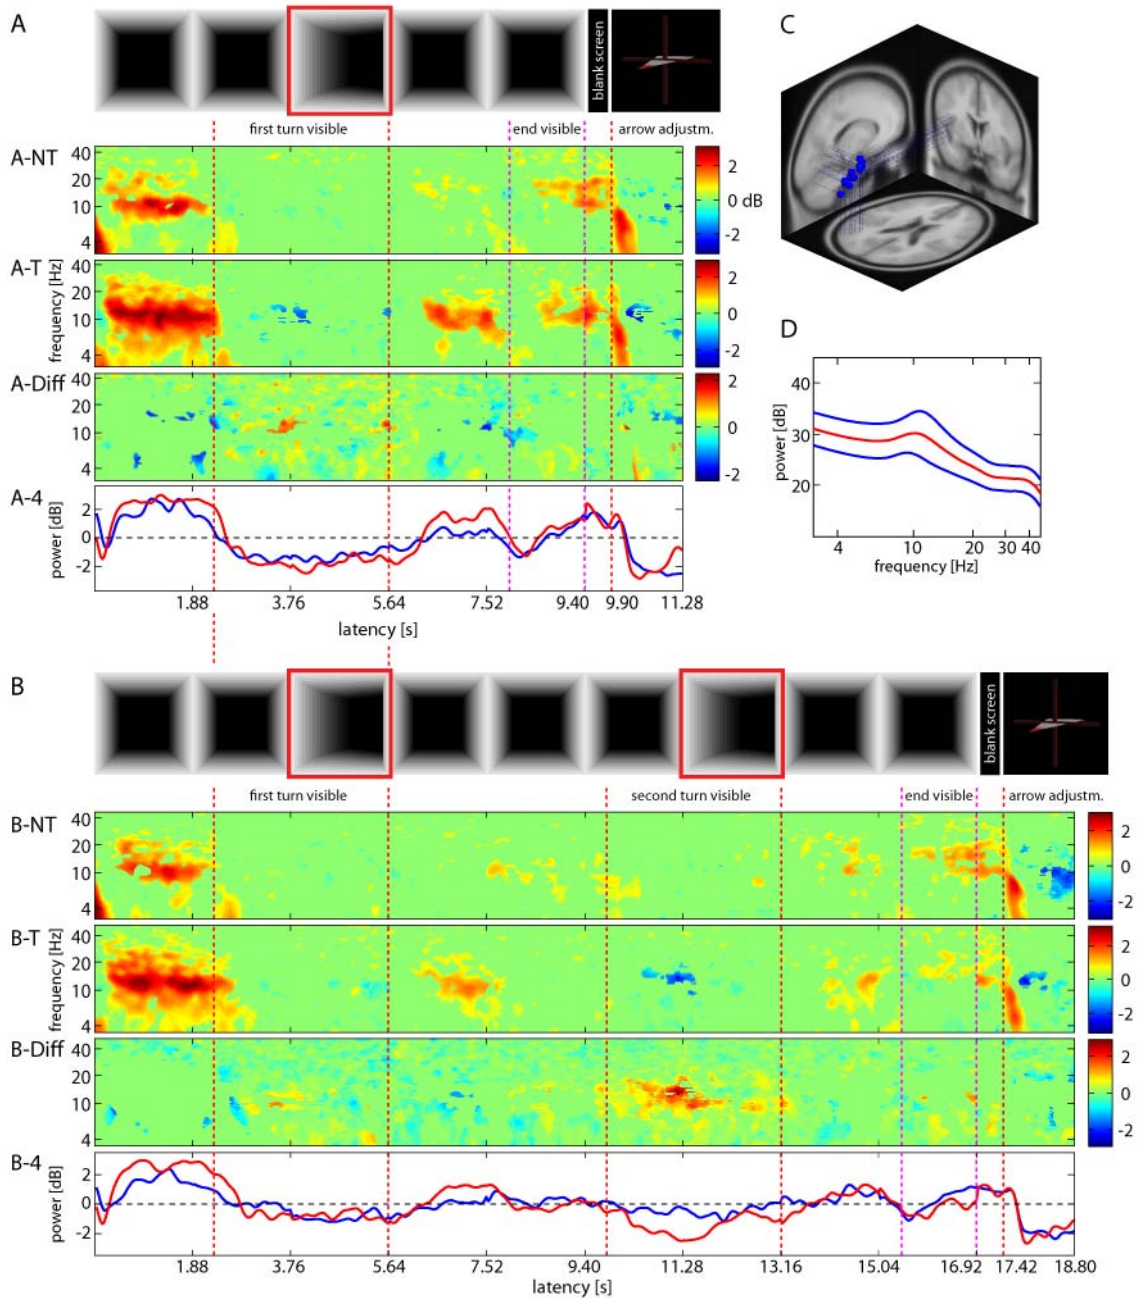 A
blank screen
C
first turn visible
end visible
arrow adjustm.
A-NT
40
20
10
4
2
0 dB
-2
A-T
frequency [Hz]
40
20
10
4
2
0
-2
A-Diff
40
20
10
4
2
0
-2
A-4
power [dB]
2
0
-2
1.88 3.76 5.64 7.52 9.40 9.90 11.28
latency [s]
D
power [dB]
40
30
20
4 10 20 30 40
frequency [Hz]
B
blank screen
first turn visible
second turn visible
end visible
arrow adjustm.
B-NT
40
20
10
4
2
0
-2
B-T
frequency [Hz]
40
20
10
4
2
0
-2
B-Diff
40
20
10
4
2
0
-2
B-4
power [dB]
2
0
-2
1.88 3.76 5.64 7.52 9.40 11.28 13.16 15.04 16.92 17.42 18.80
latency [s]